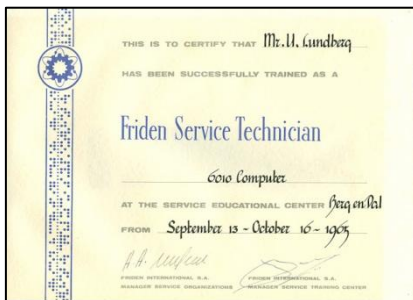 THIS IS TO CERTIFY THAT Mr. U. Lundberg
HAS BEEN SUCCESSFULLY TRAINED AS A
Friden Service Technician
6010 Computer
AT THE SERVICE EDUCATIONAL CENTER Berg en Dal
FROM September 13 - October 16 - 1965
FRIDEN INTERNATIONAL S.A. FRIDEN INTERNATIONAL S.A.
MANAGER SERVICE ORGANIZATIONS MANAGER SERVICE TRAINING CENTER